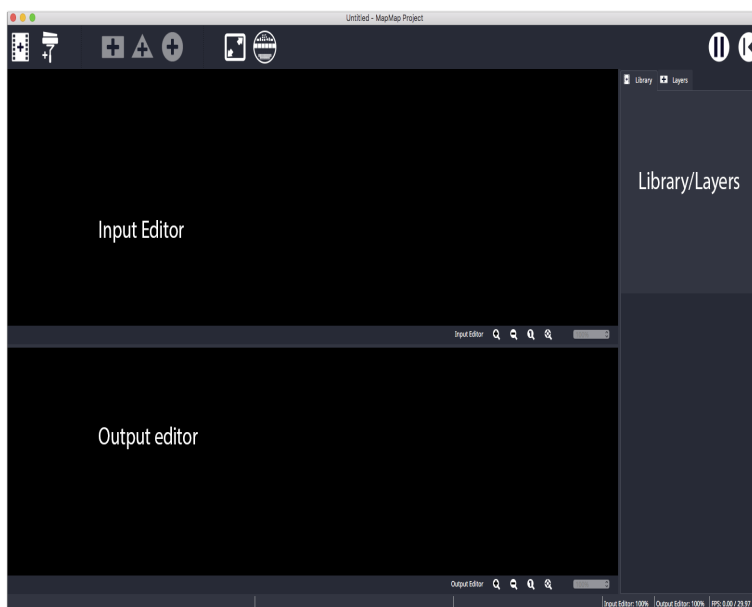 Untitled - MapMap Project
Library
Layers
Library/Layers
Input Editor
Input Editor
Output editor
Output Editor
Input Editor: 100%
Output Editor: 100%
FPS: 0.00 / 29.97